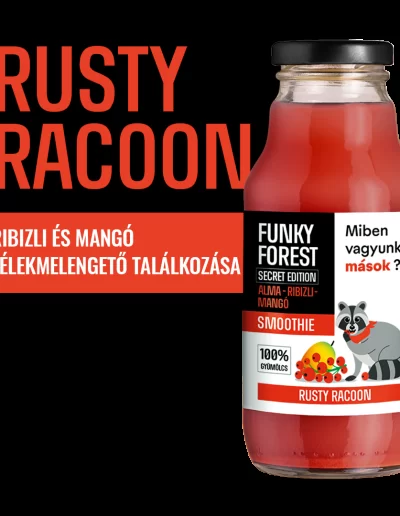 RUSTY
RACOON
RIBIZLI ÉS MANGÓ
LÉLEKMELENGETŐ TALÁLKOZÁSA
FUNKY
FOREST
SECRET EDITION
ALMA - RIBIZLI -
MANGÓ
SMOOTHIE
100%
GYÜMÖLCS
Miben
vagyunk
mások ?
RUSTY RACOON